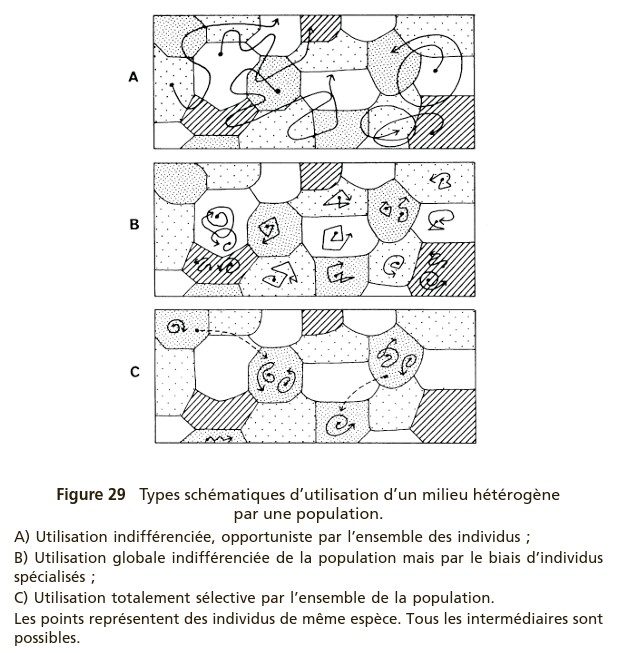 A
B
C
Figure 29 Types schématiques d’utilisation d’un milieu hétérogène
par une population.
A) Utilisation indifférenciée, opportuniste par l’ensemble des individus ;
B) Utilisation globale indifférenciée de la population mais par le biais d’individus
spécialisés ;
C) Utilisation totalement sélective par l’ensemble de la population.
Les points représentent des individus de même espèce. Tous les intermédiaires sont
possibles.